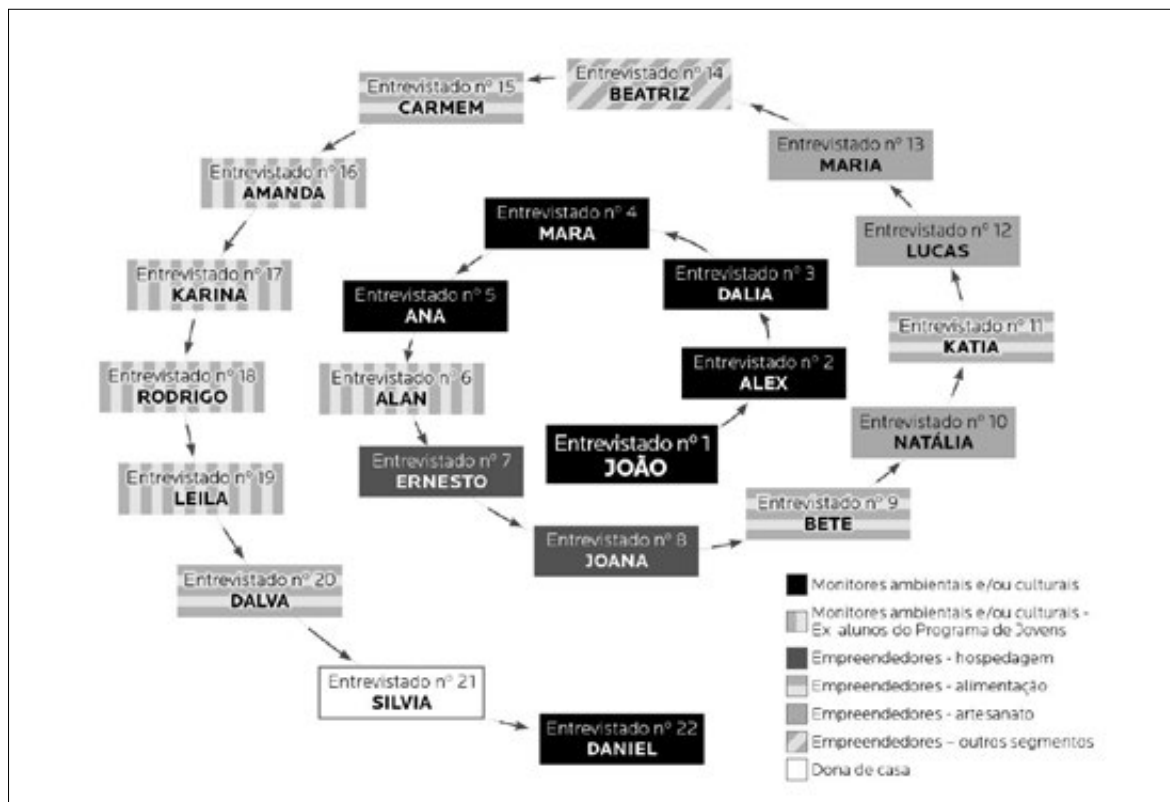 Entrevistado nº 1
JOÃO
Entrevistado nº 2
ALEX
Entrevistado nº 3
DALIA
Entrevistado nº 4
MARA
Entrevistado nº 5
ANA
Entrevistado nº 6
ALAN
Entrevistado nº 7
ERNESTO
Entrevistado nº 8
JOANA
Entrevistado nº 9
BETE
Entrevistado nº 10
NATÁLIA
Entrevistado nº 11
KATIA
Entrevistado nº 12
LUCAS
Entrevistado nº 13
MARIA
Entrevistado nº 14
BEATRIZ
Entrevistado nº 15
CARMEM
Entrevistado nº 16
AMANDA
Entrevistado nº 17
KARINA
Entrevistado nº 18
RODRIGO
Entrevistado nº 19
LEILA
Entrevistado nº 20
DALVA
Entrevistado nº 21
SILVIA
Entrevistado nº 22
DANIEL
Monitores ambientais e/ou culturais
Monitores ambientais e/ou culturais -
Ex alunos do Programa de Jovens
Empreendedores - hospedagem
Empreendedores - alimentação
Empreendedores - artesanato
Empreendedores – outros segmentos
Dona de casa